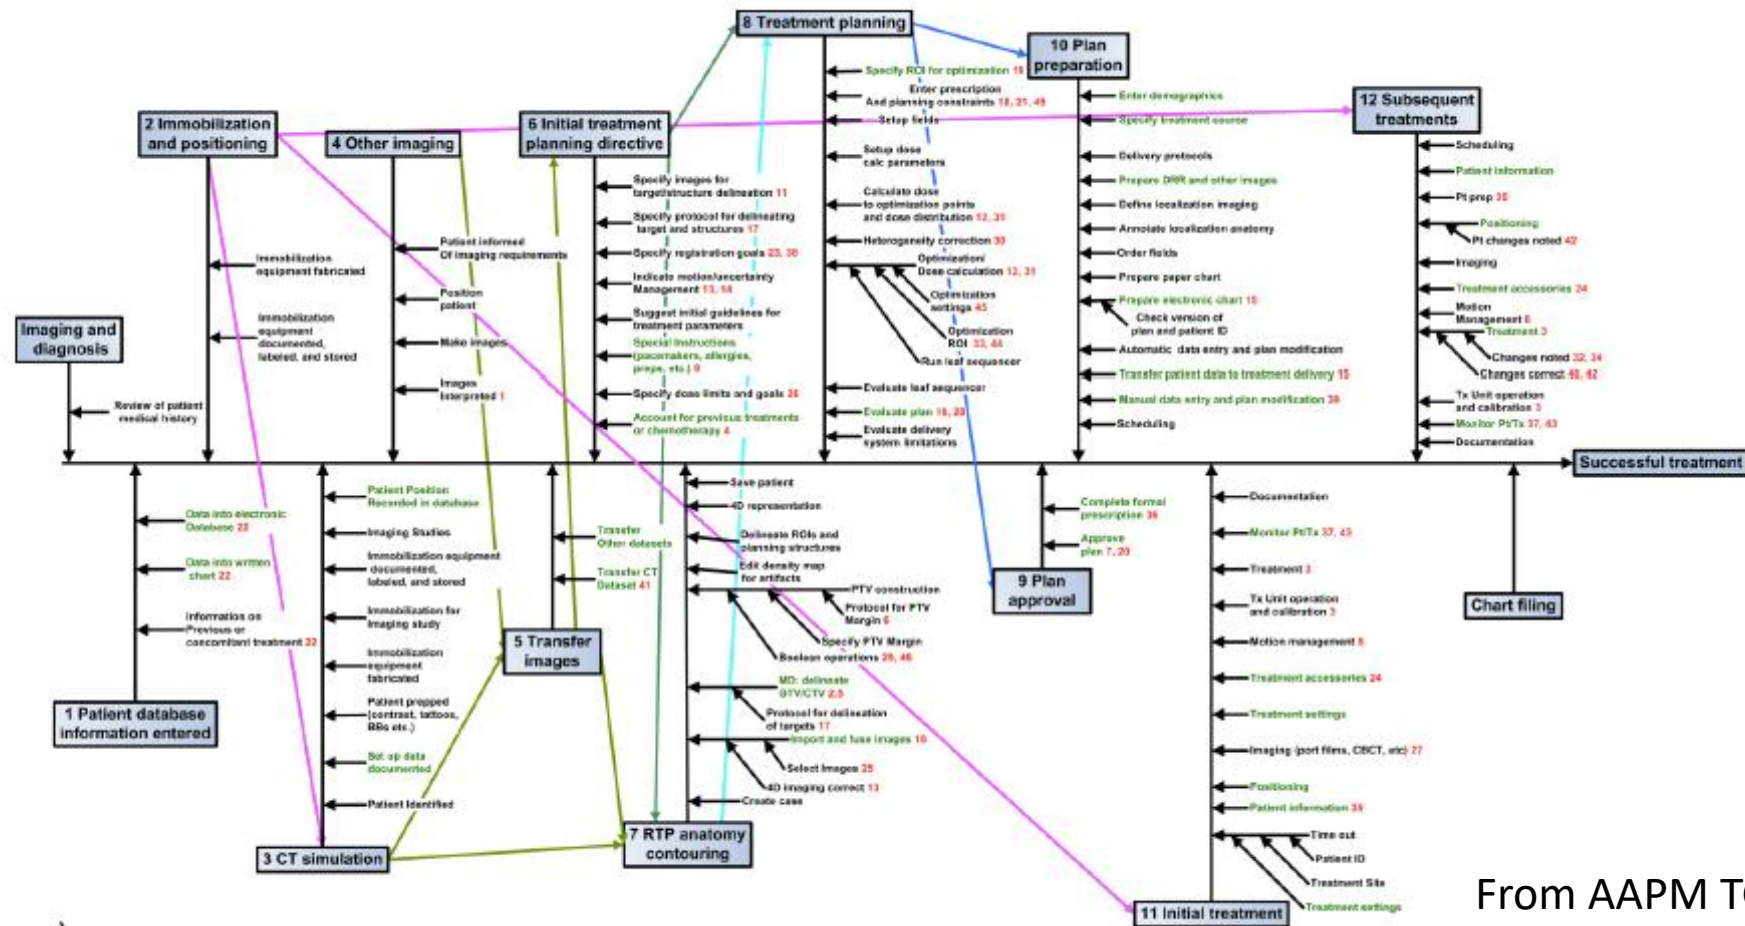 8 Treatment planning
Specify ROI for optimization 19
Enter prescription
And planning constraints 18, 21, 49
Setup fields
Setup dose
calc parameters
Calculate dose
to optimization points
and dose distribution 12, 31
Heterogeneity correction 30
Optimization/
Dose calculation 12, 31
Optimization
settings 45
Optimization
ROI 33, 44
Run leaf sequencer
Evaluate leaf sequencer
Evaluate plan
Evaluate delivery
system limitations
10 Plan
preparation
Enter demographics
Specify treatment course
Delivery protocols
Prepare DRR and other images
Define localization imaging
Annotate localization anatomy
Order fields
Prepare paper chart
Prepare electronic chart 15
Check version of
plan and patient ID
Automatic data entry and plan modification
Transfer patient data to treatment delivery 15
Manual data entry and plan modification 39
Scheduling
12 Subsequent
treatments
Scheduling
Patient information
Pt prep 35
Positioning
Pt changes noted 42
Imaging
Treatment accessories 24
Motion
Management 8
Treatment 3
Changes noted 32, 34
Changes correct 40, 42
Tx Unit operation
and calibration 3
Monitor Pt/Tx 37, 43
Documentation
2 Immobilization
and positioning
Immobilization
equipment fabricated
Immobilization
equipment
documented,
labeled, and stored
4 Other imaging
Patient informed
Of imaging requirements
Position
patient
Make images
Images
Interpreted 1
6 Initial treatment
planning directive
Specify images for
target/structure delineation 11
Specify protocol for delineating
target and structures 17
Specify registration goals 23, 38
Indicate motion/uncertainty
Management 13, 14
Suggest initial guidelines for
treatment parameters
Special Instructions
(pacemakers, allergies,
preps, etc.) 9
Specify dose limits and goals 26
Account for previous treatments
or chemotherapy 4
Imaging and
diagnosis
Review of patient
medical history
Successful treatment
Data into electronic
Database 22
Data into written
chart 22
Information on
Previous or
concomitant treatment 22
1 Patient database
information entered
Patient Position
Recorded in database
Imaging Studies
Immobilization equipment
documented,
labeled, and stored
Immobilization for
Imaging study
Immobilization
equipment
fabricated
Patient prepped
(contrast, tattoos,
BBs etc.)
Set up data
documented
Patient Identified
3 CT simulation
Transfer
Other datasets
Transfer CT
Dataset 41
5 Transfer
images
Save patient
4D representation
Delineate ROIs and
planning structures
Edit density map
for artifacts
PTV construction
Protocol for PTV
Margin 6
Specify PTV Margin
Boolean operations 29, 46
MD: delineate
GTV/CTV 2,5
Protocol for delineation
of targets 17
Import and fuse images
Select Images 25
4D imaging correct 13
Create case
7 RTP anatomy
contouring
Complete formal
prescription 36
Approve
plan 7, 20
9 Plan
approval
Documentation
Monitor Pt/Tx 37, 43
Treatment 3
Tx Unit operation
and calibration 3
Motion management 8
Treatment accessories 24
Treatment settings
Imaging (port films, CBCT, etc) 27
Positioning
Patient information 35
Time out
Patient ID
Treatment Site
Treatment settings
11 Initial treatment
Chart filing
From AAPM